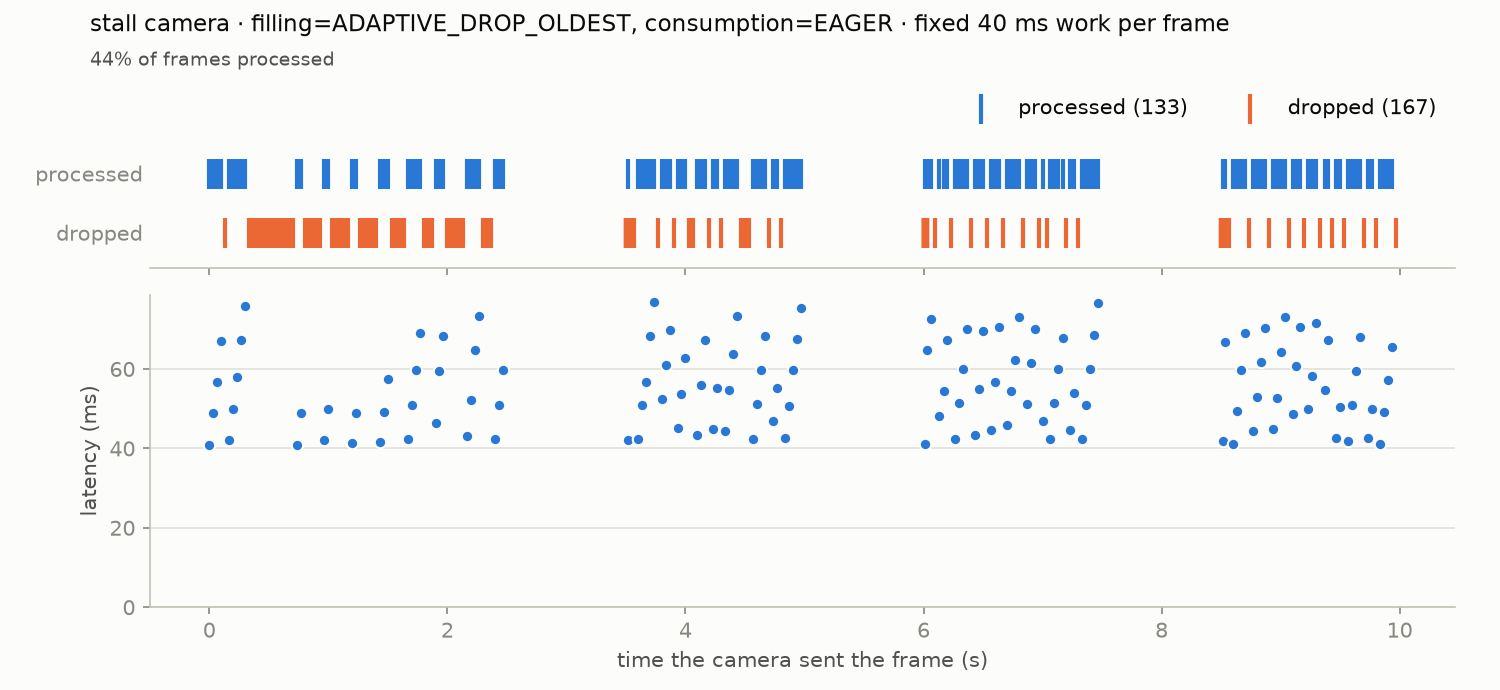 stall camera · filling=ADAPTIVE_DROP_OLDEST, consumption=EAGER · fixed 40 ms work per frame
44% of frames processed
processed (133)
dropped (167)
processed
dropped
60
40
20
0
latency (ms)
0 2 4 6 8 10
time the camera sent the frame (s)